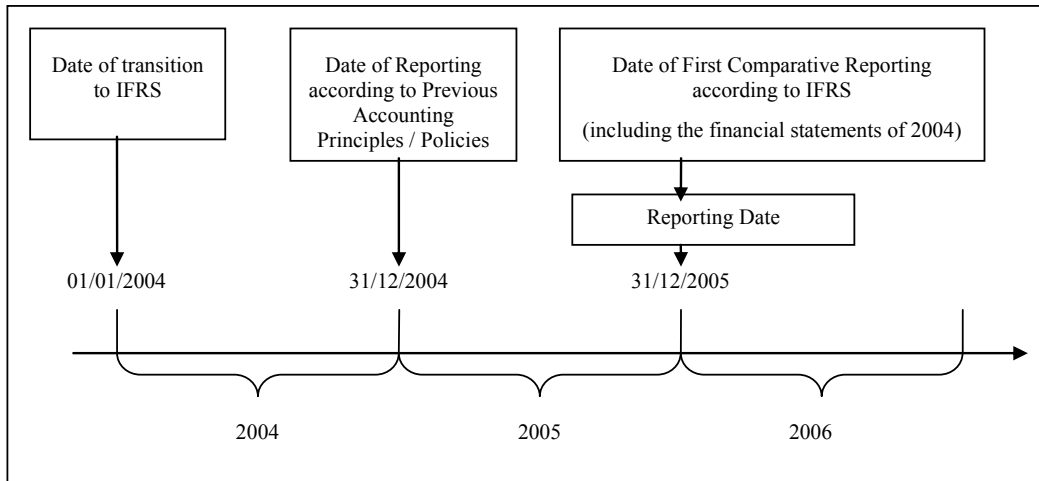 Date of transition
to IFRS
Date of Reporting
according to Previous
Accounting
Principles / Policies
Date of First Comparative Reporting
according to IFRS
(including the financial statements of 2004)
Reporting Date
01/01/2004
31/12/2004
31/12/2005
2004
2005
2006